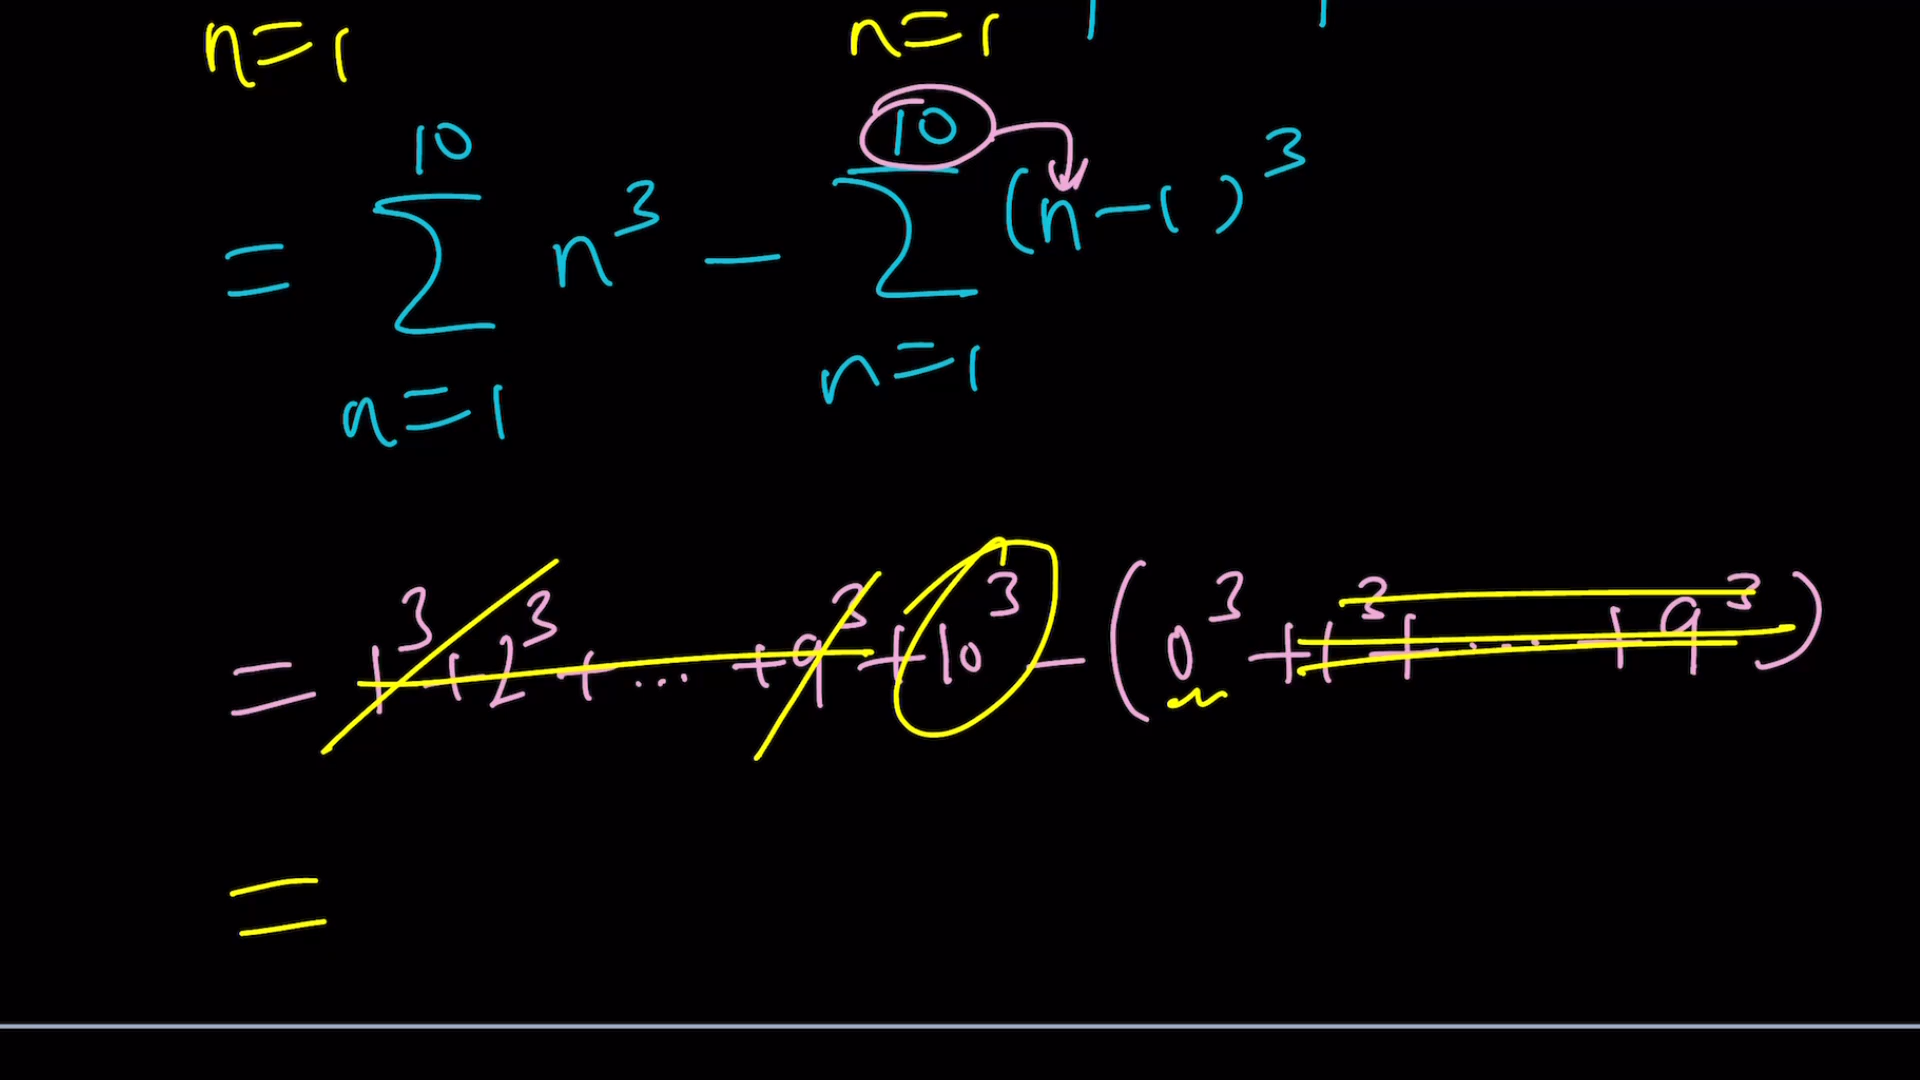 n=1 n=1
10 10
= ∑ n³ − ∑ (n−1)³
n=1 n=1
= 1³+2³+...+9³+10³−(0³+1³+...+9³)
=